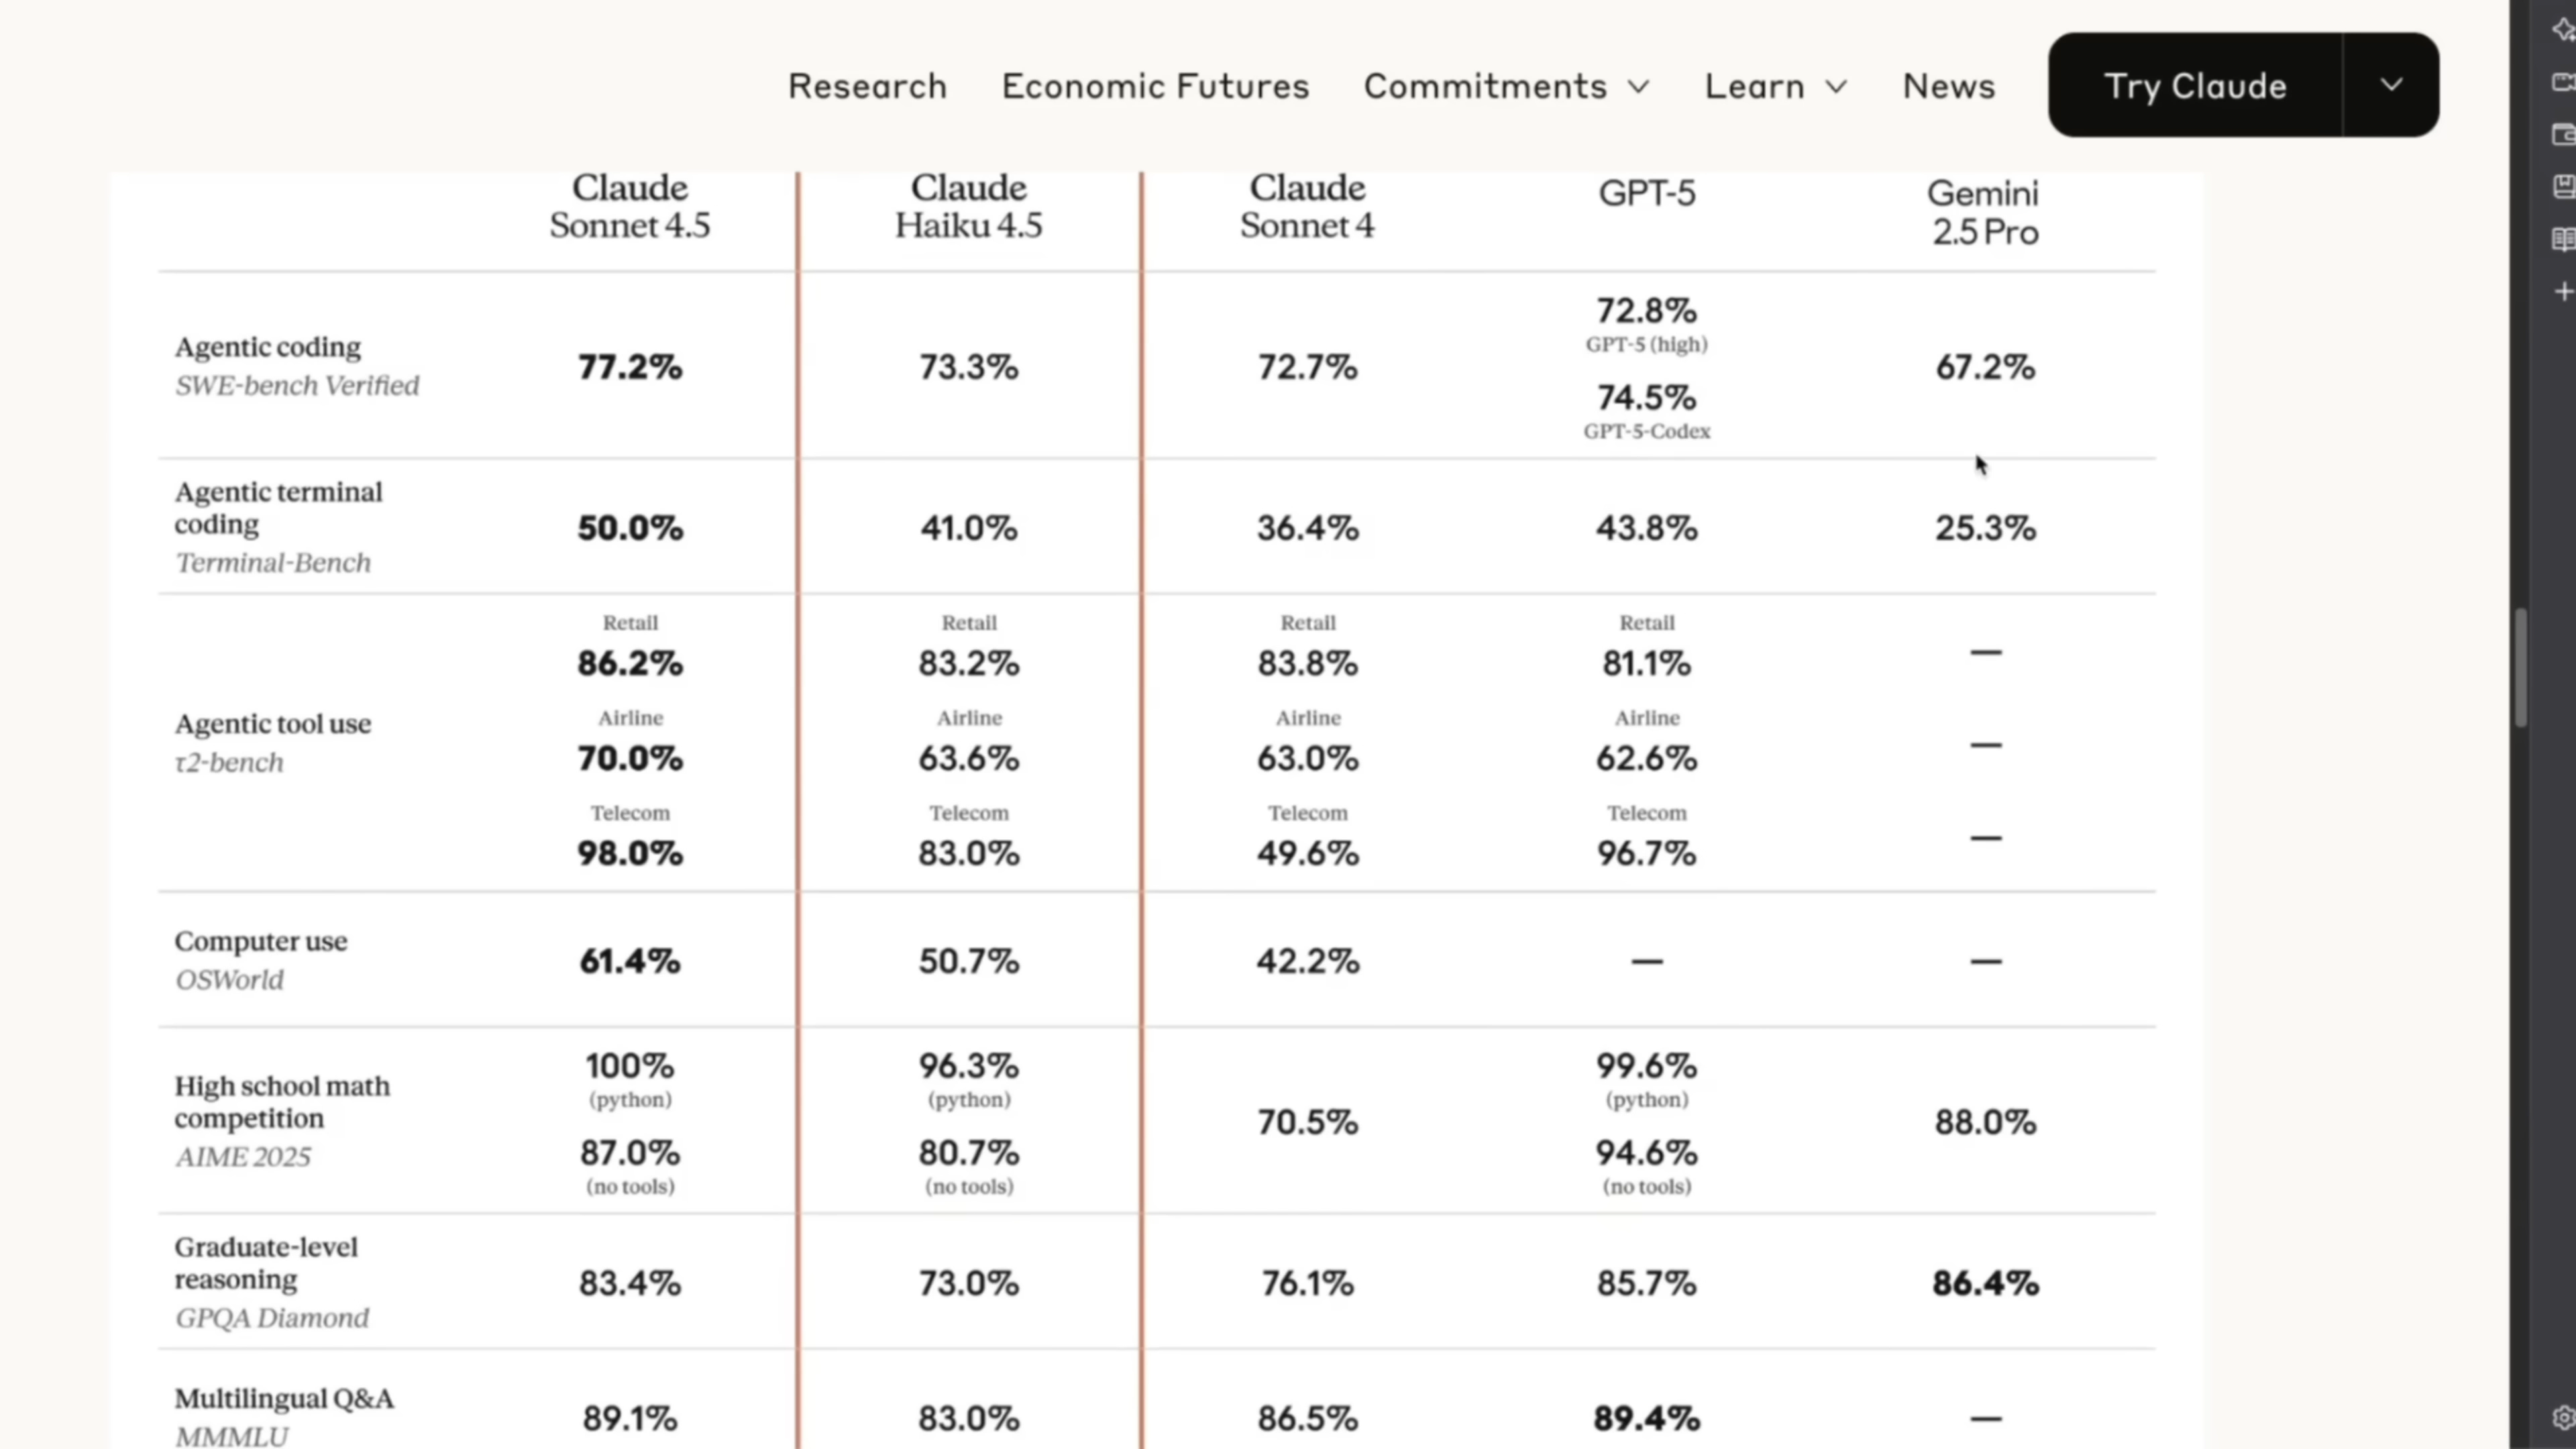 Research Economic Futures Commitments Learn News Try Claude
Claude Sonnet 4.5 Claude Haiku 4.5 Claude Sonnet 4 GPT-5 Gemini 2.5 Pro
Agentic coding
SWE-bench Verified
77.2%
73.3%
72.7%
72.8%
GPT-5 (high)
74.5%
GPT-5-Codex
67.2%
Agentic terminal
coding
Terminal-Bench
50.0%
41.0%
36.4%
43.8%
25.3%
Agentic tool use
τ2-bench
Retail Retail Retail Retail
86.2% 83.2% 83.8% 81.1% —
Airline Airline Airline Airline
70.0% 63.6% 63.0% 62.6% —
Telecom Telecom Telecom Telecom
98.0% 83.0% 49.6% 96.7% —
Computer use
OSWorld
61.4% 50.7% 42.2% — —
High school math
competition
AIME 2025
100%
(python)
87.0%
(no tools)
96.3%
(python)
80.7%
(no tools)
70.5%
99.6%
(python)
94.6%
(no tools)
88.0%
Graduate-level
reasoning
GPQA Diamond
83.4% 73.0% 76.1% 85.7% 86.4%
Multilingual Q&A
MMMLU
89.1% 83.0% 86.5% 89.4% —